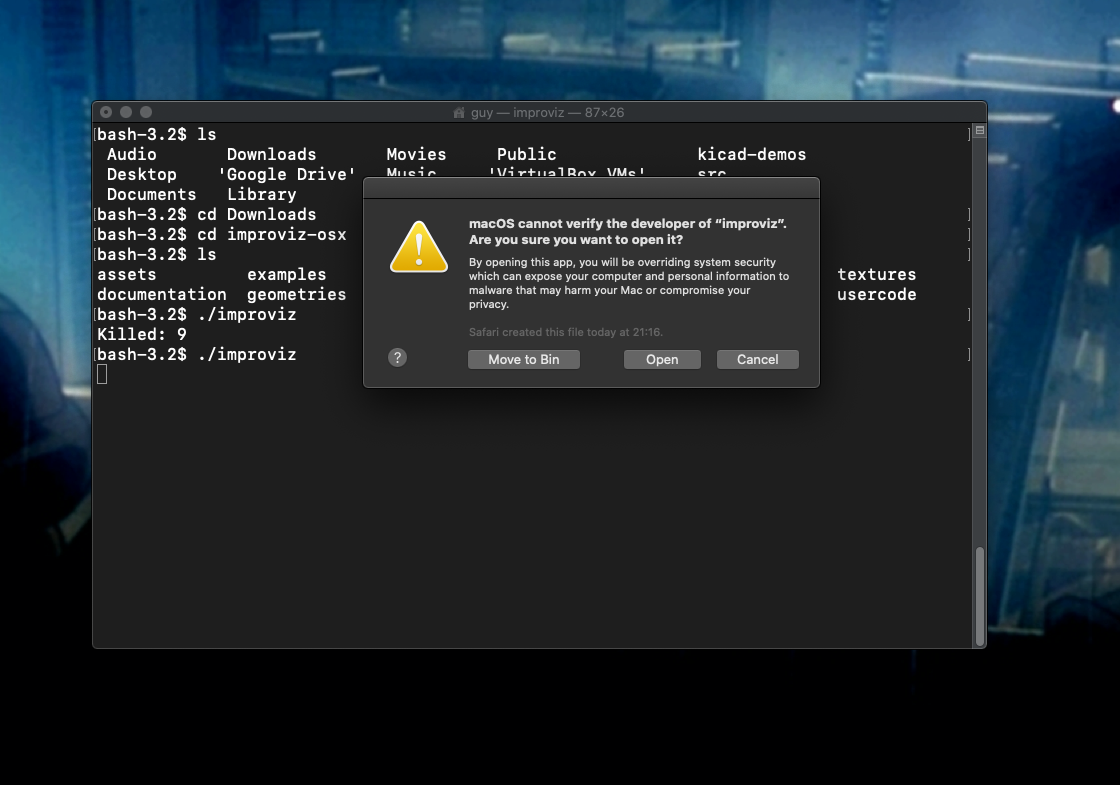 guy — improviz — 87×26
[bash-3.2$ ls ]
Audio Downloads Movies Public kicad-demos
Desktop 'Google Drive' Music 'VirtualBox VMs' src
Documents Library
[bash-3.2$ cd Downloads ]
[bash-3.2$ cd improviz-osx ]
[bash-3.2$ ls ]
assets examples textures
documentation geometries usercode
[bash-3.2$ ./improviz ]
Killed: 9
[bash-3.2$ ./improviz ]
macOS cannot verify the developer of “improviz”.
Are you sure you want to open it?
By opening this app, you will be overriding system security
which can expose your computer and personal information to
malware that may harm your Mac or compromise your
privacy.
Safari created this file today at 21:16.
? Move to Bin Open Cancel